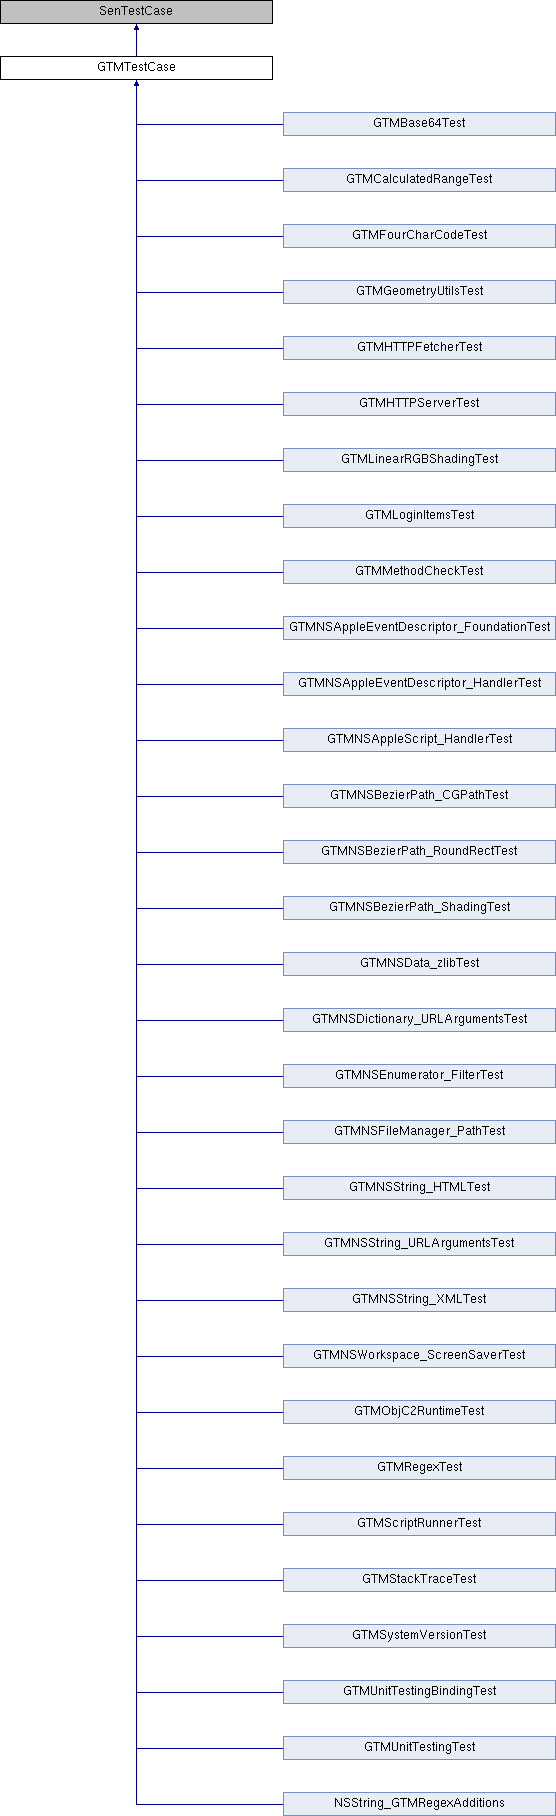 SenTestCase
GTMTestCase
GTMBase64Test
GTMCalculatedRangeTest
GTMFourCharCodeTest
GTMGeometryUtilsTest
GTMHTTPFetcherTest
GTMHTTPServerTest
GTMLinearRGBShadingTest
GTMLoginItemsTest
GTMMethodCheckTest
GTMNSAppleEventDescriptor_FoundationTest
GTMNSAppleEventDescriptor_HandlerTest
GTMNSAppleScript_HandlerTest
GTMNSBezierPath_CGPathTest
GTMNSBezierPath_RoundRectTest
GTMNSBezierPath_ShadingTest
GTMNSData_zlibTest
GTMNSDictionary_URLArgumentsTest
GTMNSEnumerator_FilterTest
GTMNSFileManager_PathTest
GTMNSString_HTMLTest
GTMNSString_URLArgumentsTest
GTMNSString_XMLTest
GTMNSWorkspace_ScreenSaverTest
GTMObjC2RuntimeTest
GTMRegexTest
GTMScriptRunnerTest
GTMStackTraceTest
GTMSystemVersionTest
GTMUnitTestingBindingTest
GTMUnitTestingTest
NSString_GTMRegexAdditions